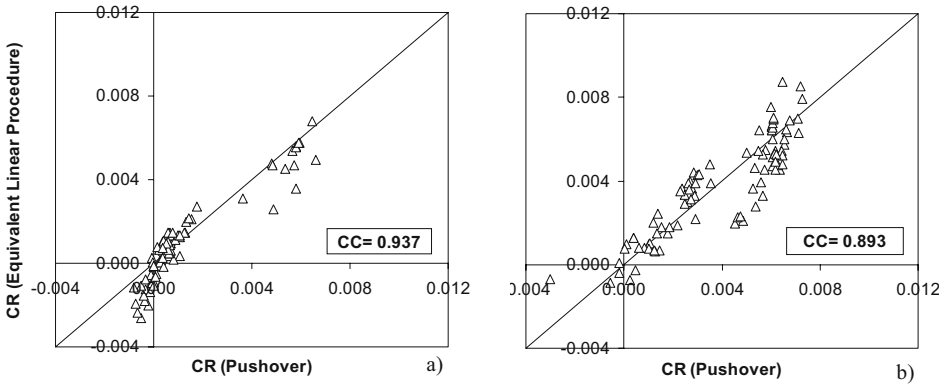 CR (Equivalent Linear Procedure)
0.012
0.008
0.004
0.000
-0.004
-0.004 0.000 0.004 0.008 0.012
CC= 0.937
CR (Pushover)
a)
0.012
0.008
0.004
0.000
-0.004
0.004 0.000 0.004 0.008 0.012
CC= 0.893
CR (Pushover)
b)